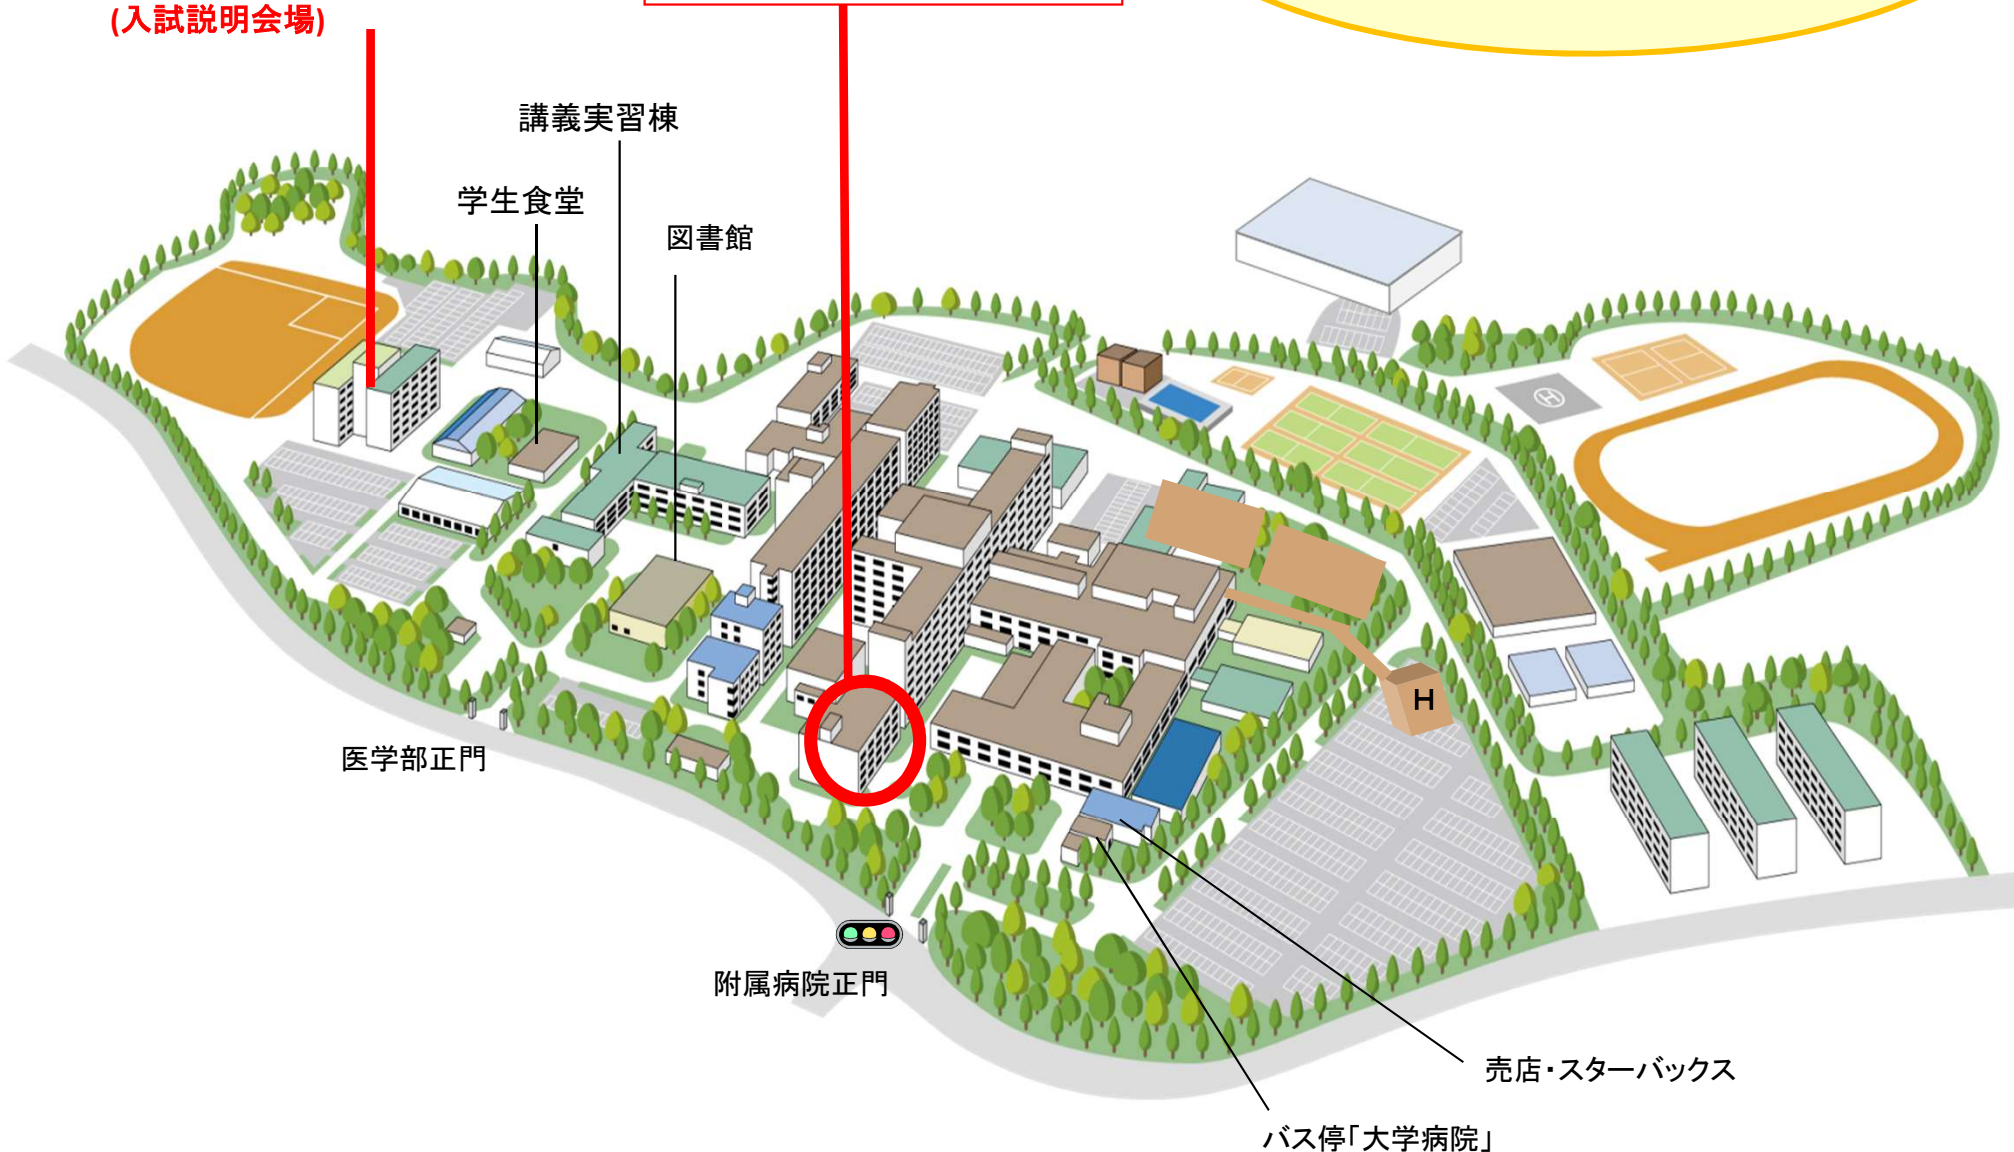 (入試説明会場)
講義実習棟
学生食堂
図書館
H
H
医学部正門
附属病院正門
売店・スターバックス
バス停「大学病院」